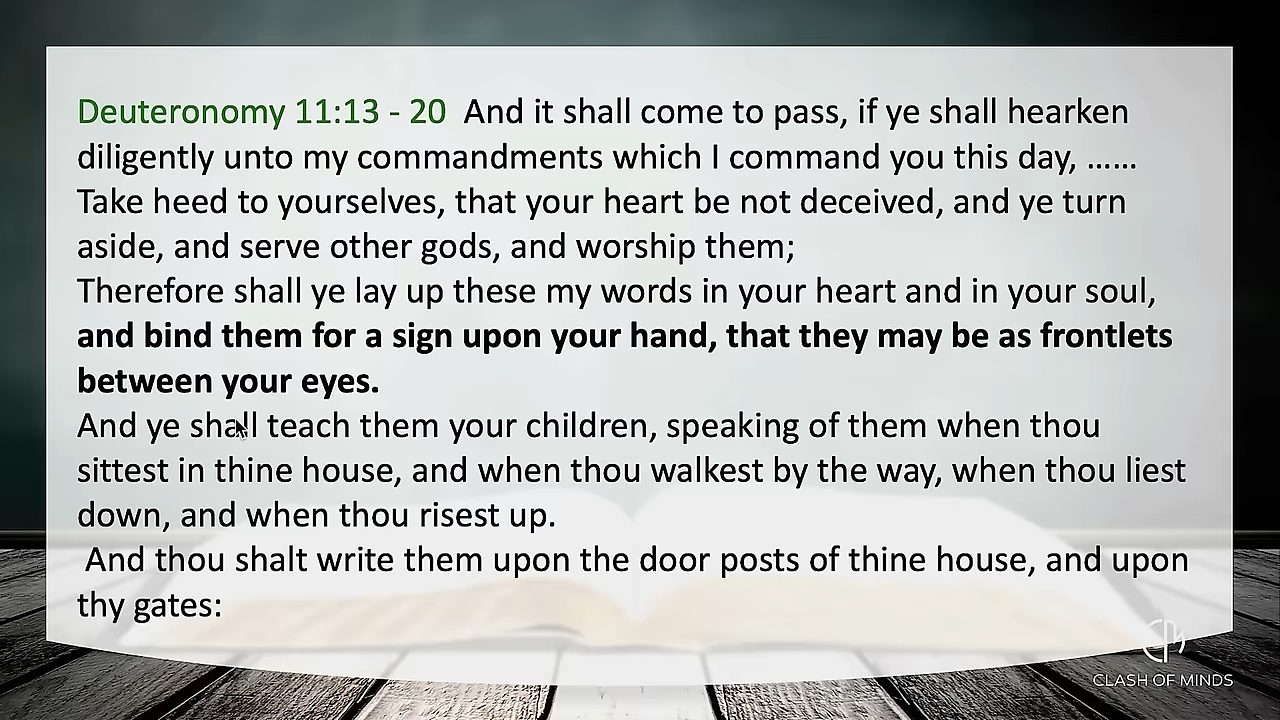 Deuteronomy 11:13 - 20 And it shall come to pass, if ye shall hearken
diligently unto my commandments which I command you this day, ......
Take heed to yourselves, that your heart be not deceived, and ye turn
aside, and serve other gods, and worship them;
Therefore shall ye lay up these my words in your heart and in your soul,
and bind them for a sign upon your hand, that they may be as frontlets
between your eyes.
And ye shall teach them your children, speaking of them when thou
sittest in thine house, and when thou walkest by the way, when thou liest
down, and when thou risest up.
And thou shalt write them upon the door posts of thine house, and upon
thy gates:
CLASH OF MINDS